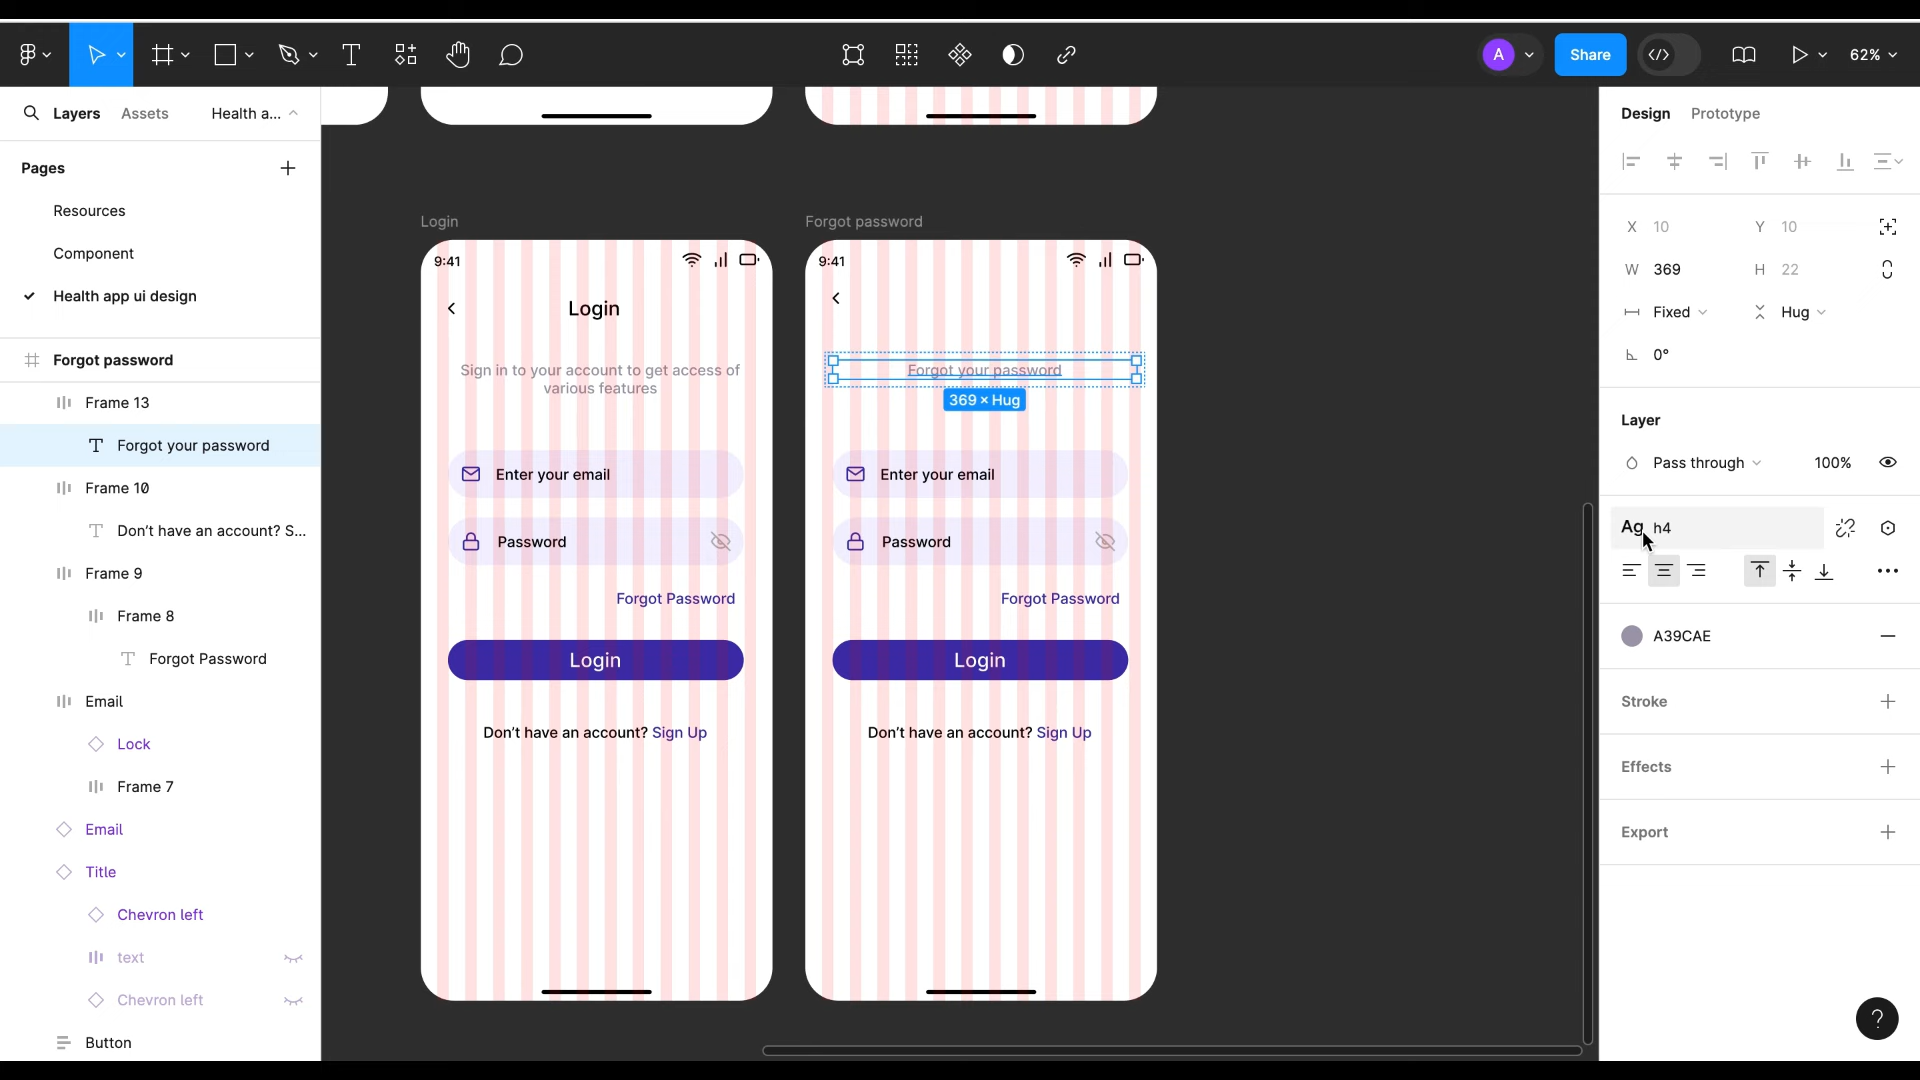 A
Share
62%
Layers
Assets
Health a...
Pages
Resources
Component
Health app ui design
Forgot password
Frame 13
Forgot your password
Frame 10
Don't have an account? S...
Frame 9
Frame 8
Forgot Password
Email
Lock
Frame 7
Email
Title
Chevron left
text
Chevron left
Button
Login
9:41
Login
Sign in to your account to get access of
various features
Enter your email
Password
Forgot Password
Login
Don't have an account? Sign Up
Forgot password
9:41
Forgot your password
369 × Hug
Enter your email
Password
Forgot Password
Login
Don't have an account? Sign Up
Design
Prototype
X 10
Y 10
W 369
H 22
Fixed
Hug
0°
Layer
Pass through
100%
Ag h4
A39CAE
Stroke
Effects
Export
?